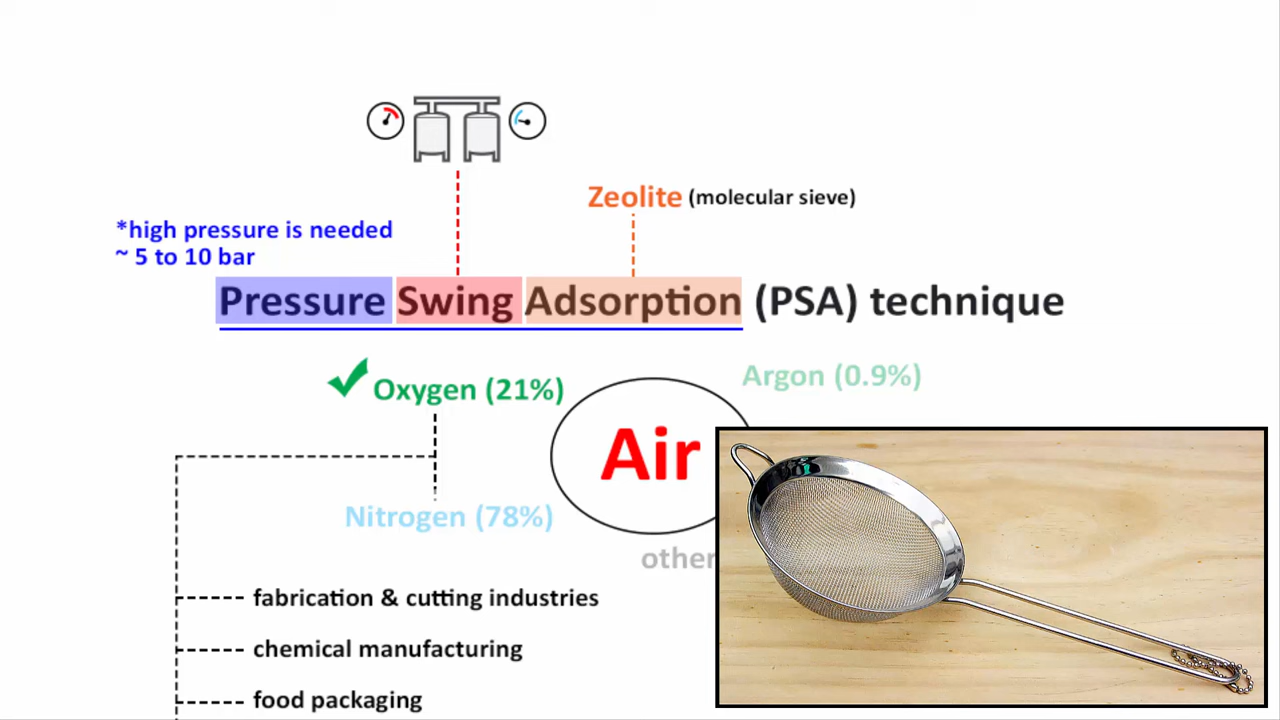 Zeolite (molecular sieve)
*high pressure is needed
~ 5 to 10 bar
Pressure Swing Adsorption (PSA) technique
Oxygen (21%)
Argon (0.9%)
Air
Nitrogen (78%)
other
fabrication & cutting industries
chemical manufacturing
food packaging